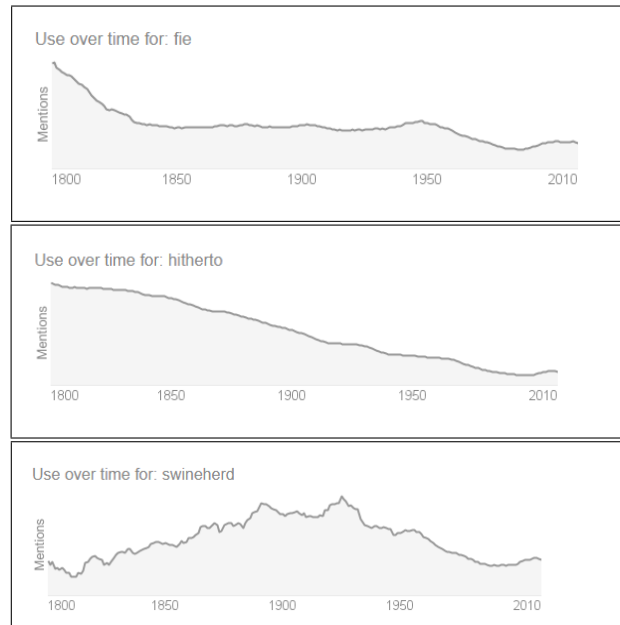 Use over time for: fie
Mentions
1800 1850 1900 1950 2010
Use over time for: hitherto
Mentions
1800 1850 1900 1950 2010
Use over time for: swineherd
Mentions
1800 1850 1900 1950 2010